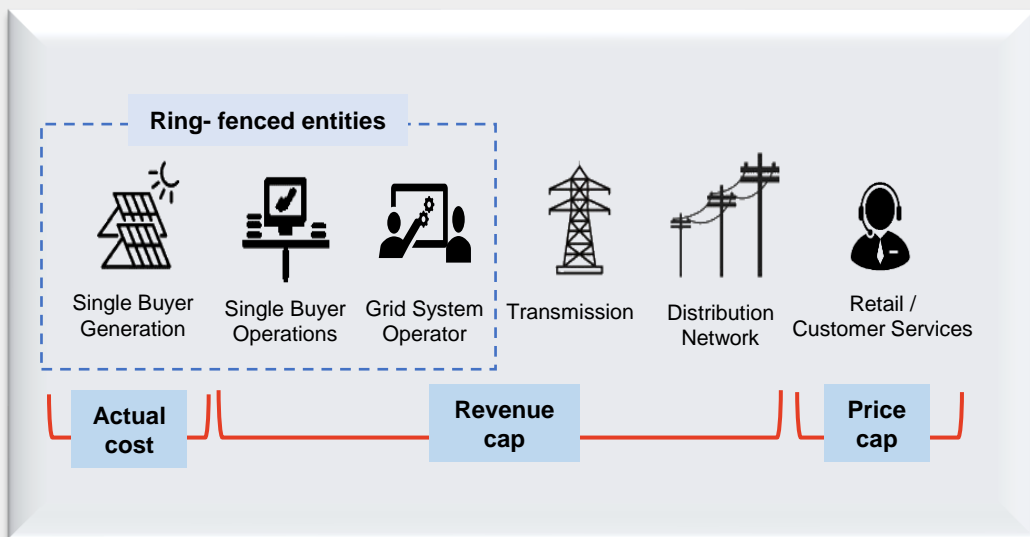 Ring- fenced entities
Single Buyer
Generation
Single Buyer
Operations
Grid System
Operator
Transmission
Distribution
Network
Retail /
Customer Services
Actual
cost
Revenue
cap
Price
cap